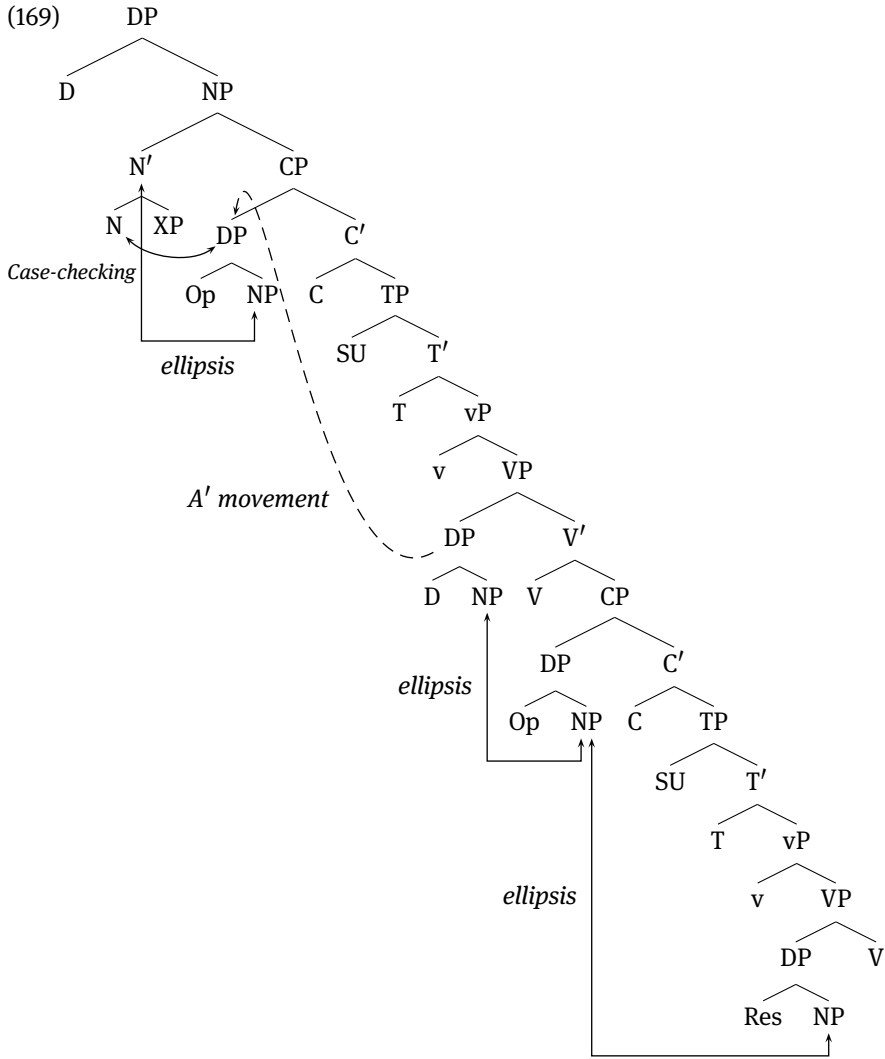 (169) DP
D NP
N′ CP
N XP DP C′
Case-checking
Op NP C TP
ellipsis SU T′
T vP
v VP
A′ movement
DP V′
D NP V CP
ellipsis DP C′
Op NP C TP
SU T′
T vP
ellipsis v VP
DP V
Res NP